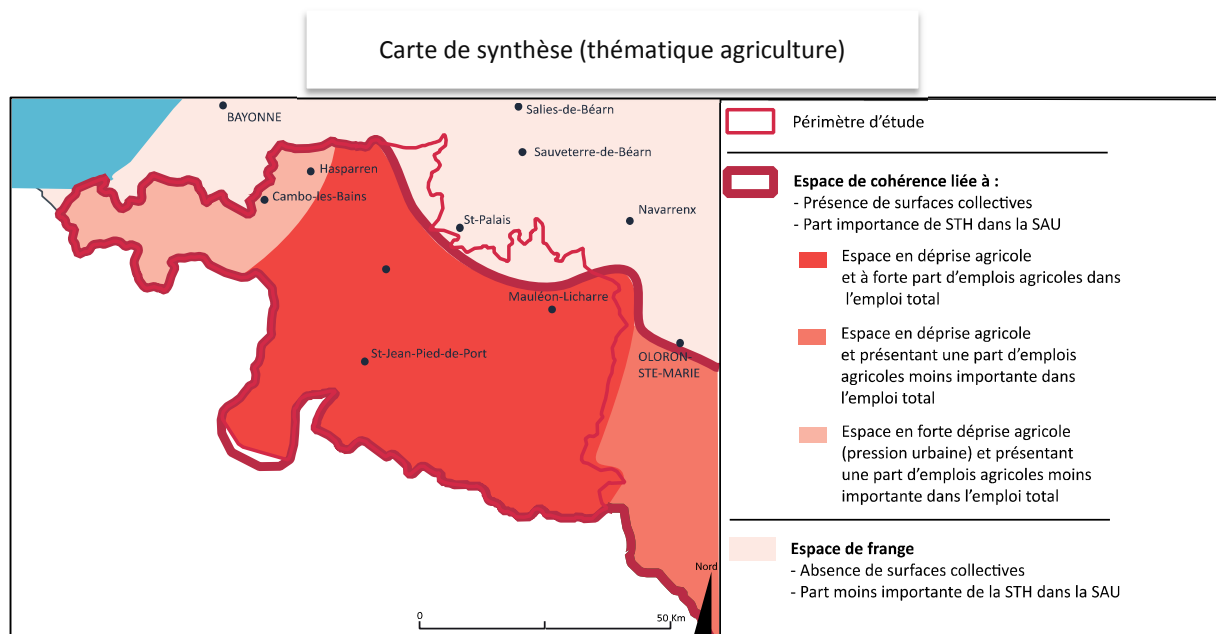 Carte de synthèse (thématique agriculture)
BAYONNE
Salies-de-Béarn
Sauveterre-de-Béarn
Hasparren
Cambo-les-Bains
St-Palais
Navarrenx
Mauléon-Licharre
St-Jean-Pied-de-Port
OLORON-
STE-MARIE
Nord
0
50 Km
Périmètre d'étude
Espace de cohérence liée à :
- Présence de surfaces collectives
- Part importance de STH dans la SAU
Espace en déprise agricole
et à forte part d'emplois agricoles dans
l'emploi total
Espace en déprise agricole
et présentant une part d'emplois
agricoles moins importante dans
l'emploi total
Espace en forte déprise agricole
(pression urbaine) et présentant
une part d'emplois agricoles moins
importante dans l'emploi total
Espace de frange
- Absence de surfaces collectives
- Part moins importante de la STH dans la SAU